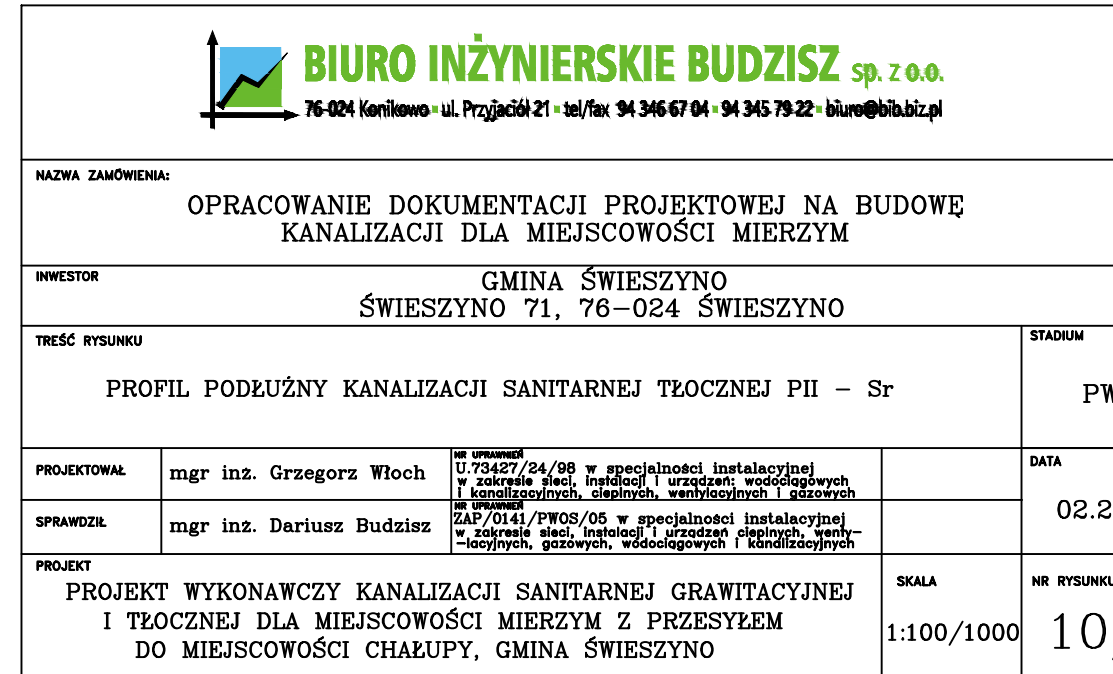 BIURO INŻYNIERSKIE BUDZISZ sp. z o.o.
76-024 Konikowo ul. Przyjaciół 21 tel/fax 94 346 67 04 94 345 79 22 biuro@bib.biz.pl
NAZWA ZAMÓWIENIA:
OPRACOWANIE DOKUMENTACJI PROJEKTOWEJ NA BUDOWĘ
KANALIZACJI DLA MIEJSCOWOŚCI MIERZYM
INWESTOR
GMINA ŚWIESZYNO
ŚWIESZYNO 71, 76-024 ŚWIESZYNO
TREŚĆ RYSUNKU
PROFIL PODŁUŻNY KANALIZACJI SANITARNEJ TŁOCZNEJ PII - Sr
STADIUM
PW
PROJEKTOWAŁ
mgr inż. Grzegorz Włoch
NR UPRAWNIEŃ
U.73427/24/98 w specjalności instalacyjnej
w zakresie sieci, instalacji i urządzeń: wodociągowych
i kanalizacyjnych, cieplnych, wentylacyjnych i gazowych
DATA
02.2
SPRAWDZIŁ
mgr inż. Dariusz Budzisz
NR UPRAWNIEŃ
ZAP/0141/PWOS/05 w specjalności instalacyjnej
w zakresie sieci, instalacji i urządzeń cieplnych, wenty-
-lacyjnych, gazowych, wodociągowych i kanalizacyjnych
PROJEKT
PROJEKT WYKONAWCZY KANALIZACJI SANITARNEJ GRAWITACYJNEJ
I TŁOCZNEJ DLA MIEJSCOWOŚCI MIERZYM Z PRZESYŁEM
DO MIEJSCOWOŚCI CHAŁUPY, GMINA ŚWIESZYNO
SKALA
1:100/1000
NR RYSUNKU
10